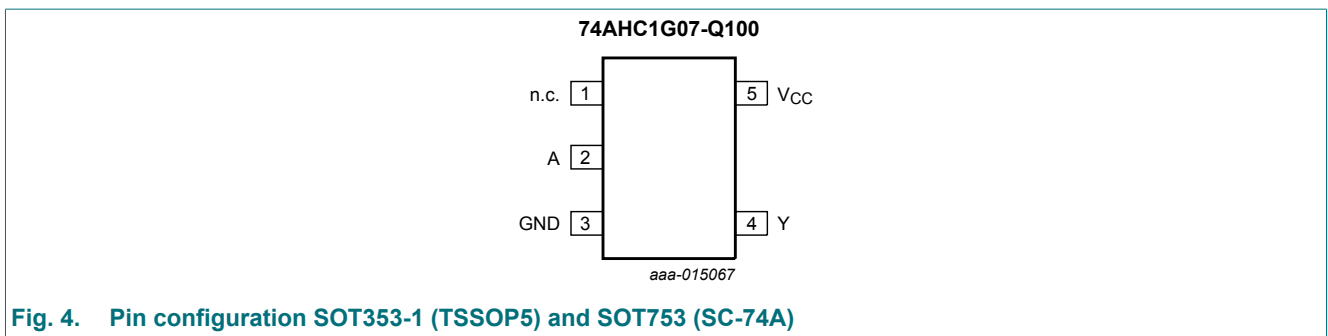 74AHC1G07-Q100
n.c. 1
5 VCC
A 2
GND 3
4 Y
aaa-015067
Fig. 4. Pin configuration SOT353-1 (TSSOP5) and SOT753 (SC-74A)